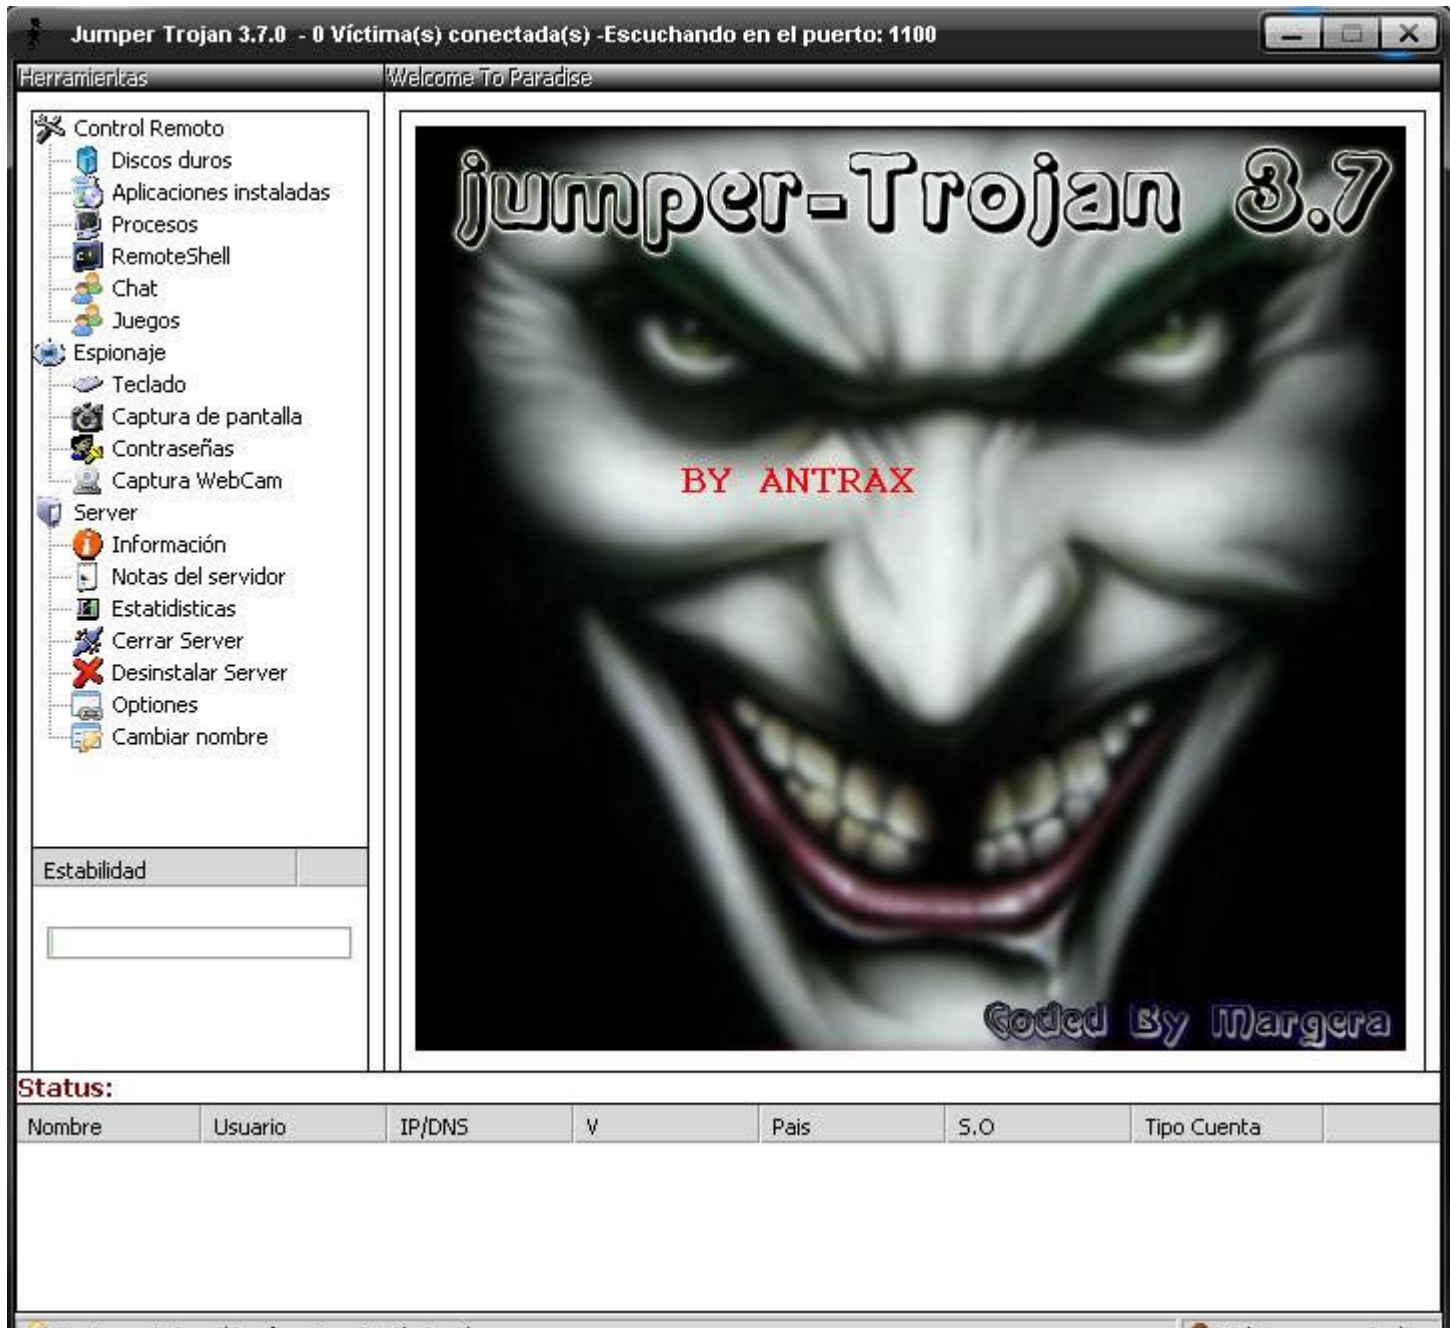 Jumper Trojan 3.7.0 - 0 Víctima(s) conectada(s) -Escuchando en el puerto: 1100
Herramientas
Welcome To Paradise
Control Remoto
Discos duros
Aplicaciones instaladas
Procesos
RemoteShell
Chat
Juegos
Espionaje
Teclado
Captura de pantalla
Contraseñas
Captura WebCam
Server
Información
Notas del servidor
Estatidisticas
Cerrar Server
Desinstalar Server
Optiones
Cambiar nombre
Estabilidad
jumper-Trojan 3.7
BY ANTRAX
Coded By Margera
Status:
Nombre Usuario IP/DNS V Pais S.O Tipo Cuenta